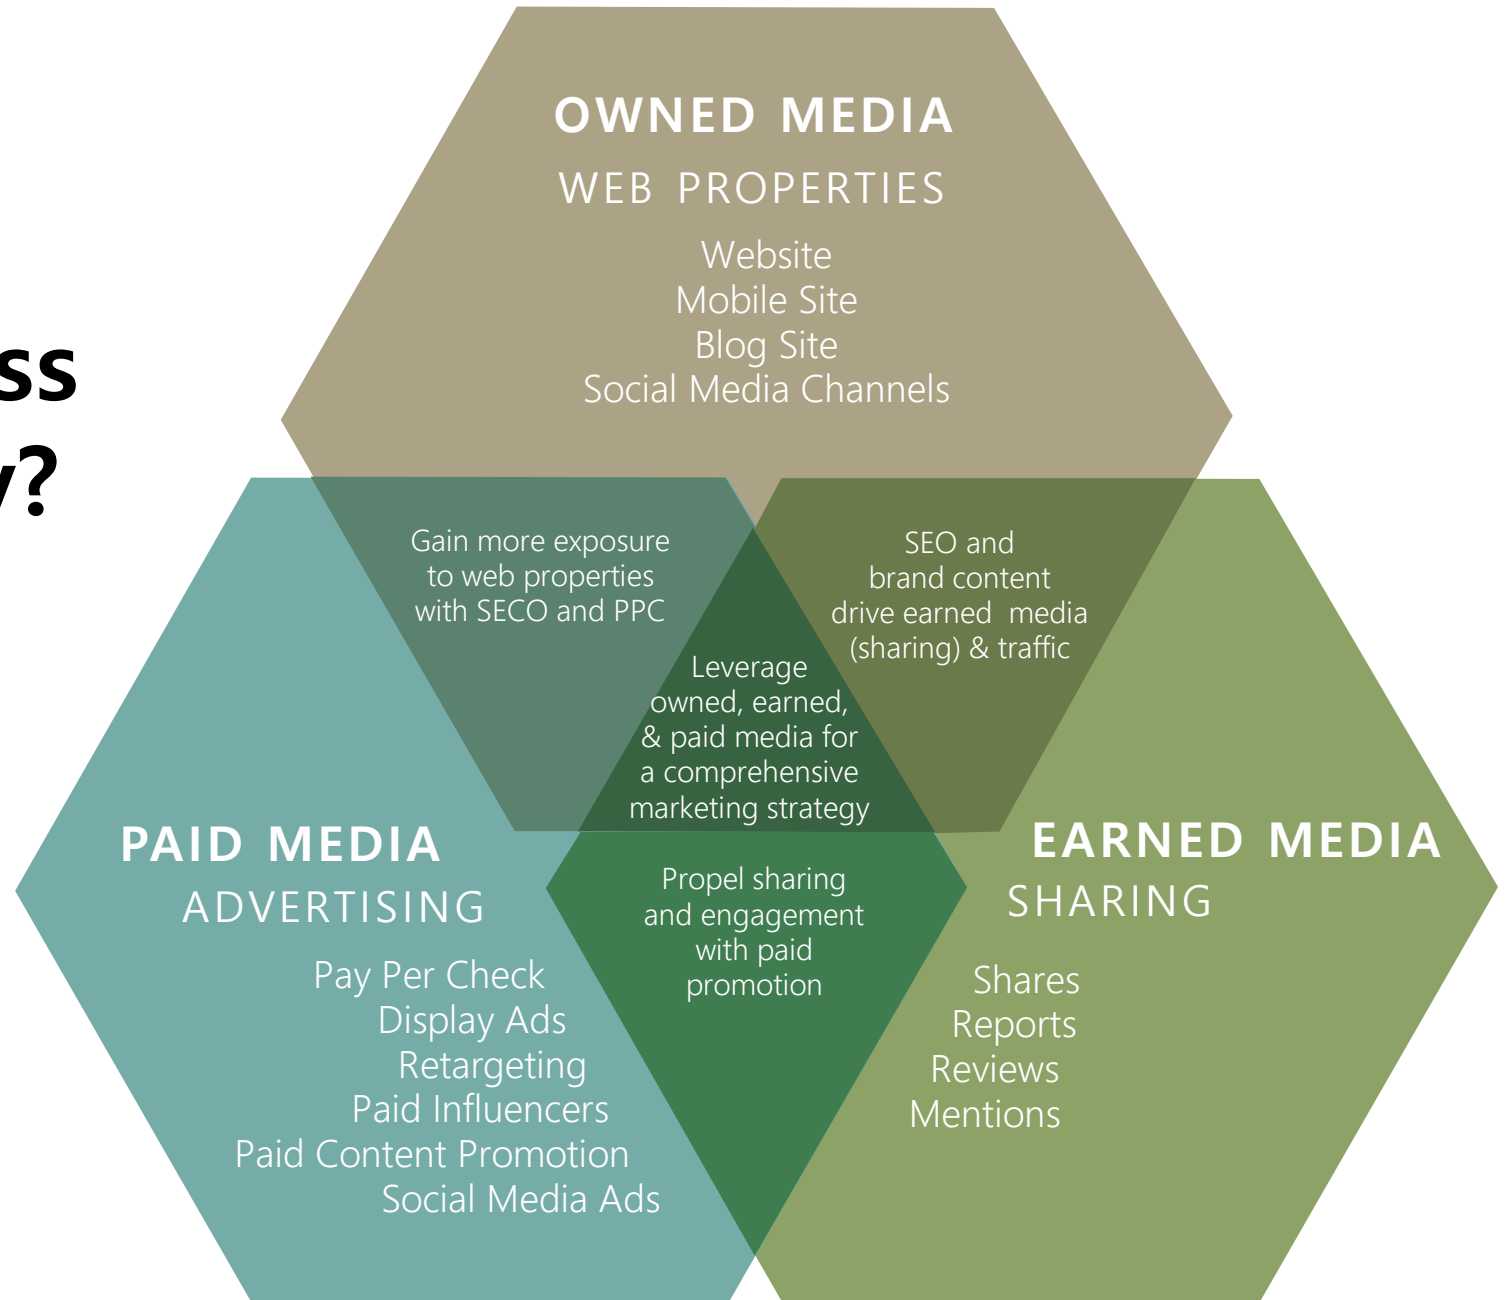 ss
y?
OWNED MEDIA
WEB PROPERTIES
Website
Mobile Site
Blog Site
Social Media Channels
Gain more exposure
to web properties
with SECO and PPC
SEO and
brand content
drive earned media
(sharing) & traffic
Leverage
owned, earned,
& paid media for
a comprehensive
marketing strategy
PAID MEDIA
ADVERTISING
Pay Per Check
Display Ads
Retargeting
Paid Influencers
Paid Content Promotion
Social Media Ads
Propel sharing
and engagement
with paid
promotion
EARNED MEDIA
SHARING
Shares
Reports
Reviews
Mentions